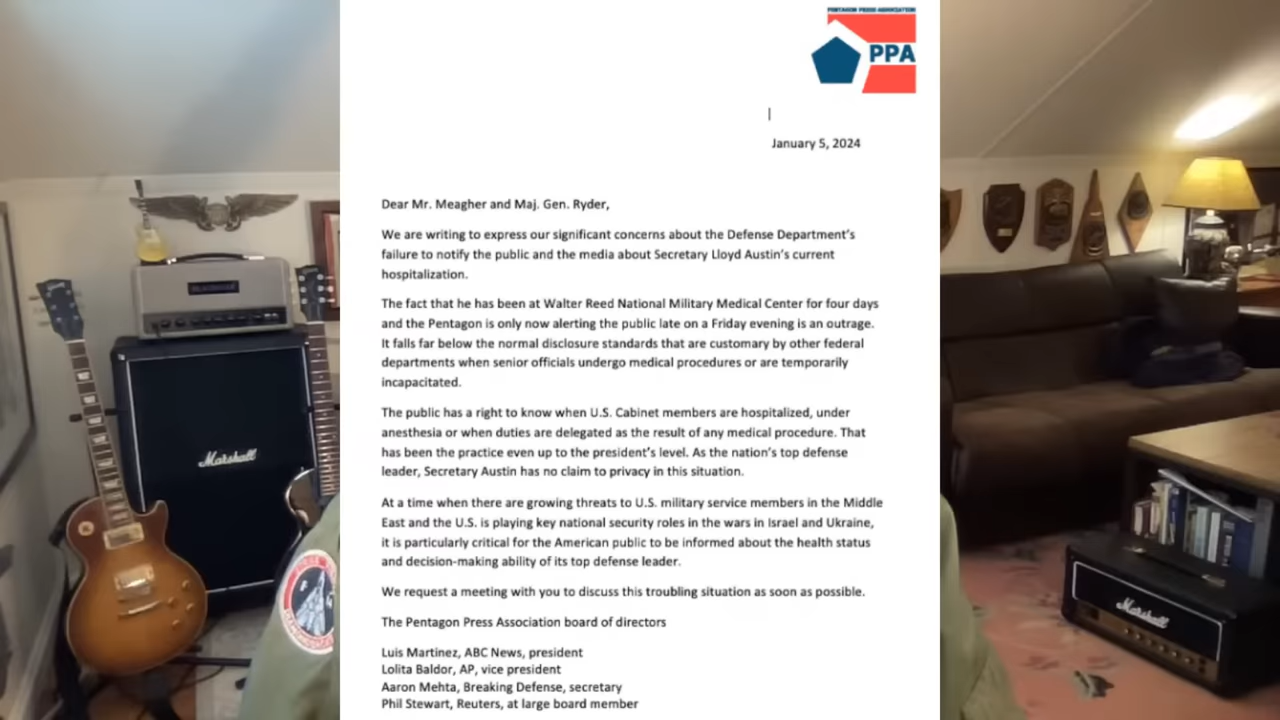 PENTAGON PRESS ASSOCIATION
PPA
January 5, 2024
Dear Mr. Meagher and Maj. Gen. Ryder,
We are writing to express our significant concerns about the Defense Department's
failure to notify the public and the media about Secretary Lloyd Austin's current
hospitalization.
The fact that he has been at Walter Reed National Military Medical Center for four days
and the Pentagon is only now alerting the public late on a Friday evening is an outrage.
It falls far below the normal disclosure standards that are customary by other federal
departments when senior officials undergo medical procedures or are temporarily
incapacitated.
The public has a right to know when U.S. Cabinet members are hospitalized, under
anesthesia or when duties are delegated as the result of any medical procedure. That
has been the practice even up to the president's level. As the nation's top defense
leader, Secretary Austin has no claim to privacy in this situation.
At a time when there are growing threats to U.S. military service members in the Middle
East and the U.S. is playing key national security roles in the wars in Israel and Ukraine,
it is particularly critical for the American public to be informed about the health status
and decision-making ability of its top defense leader.
We request a meeting with you to discuss this troubling situation as soon as possible.
The Pentagon Press Association board of directors
Luis Martinez, ABC News, president
Lolita Baldor, AP, vice president
Aaron Mehta, Breaking Defense, secretary
Phil Stewart, Reuters, at large board member
Marshall
Marshall